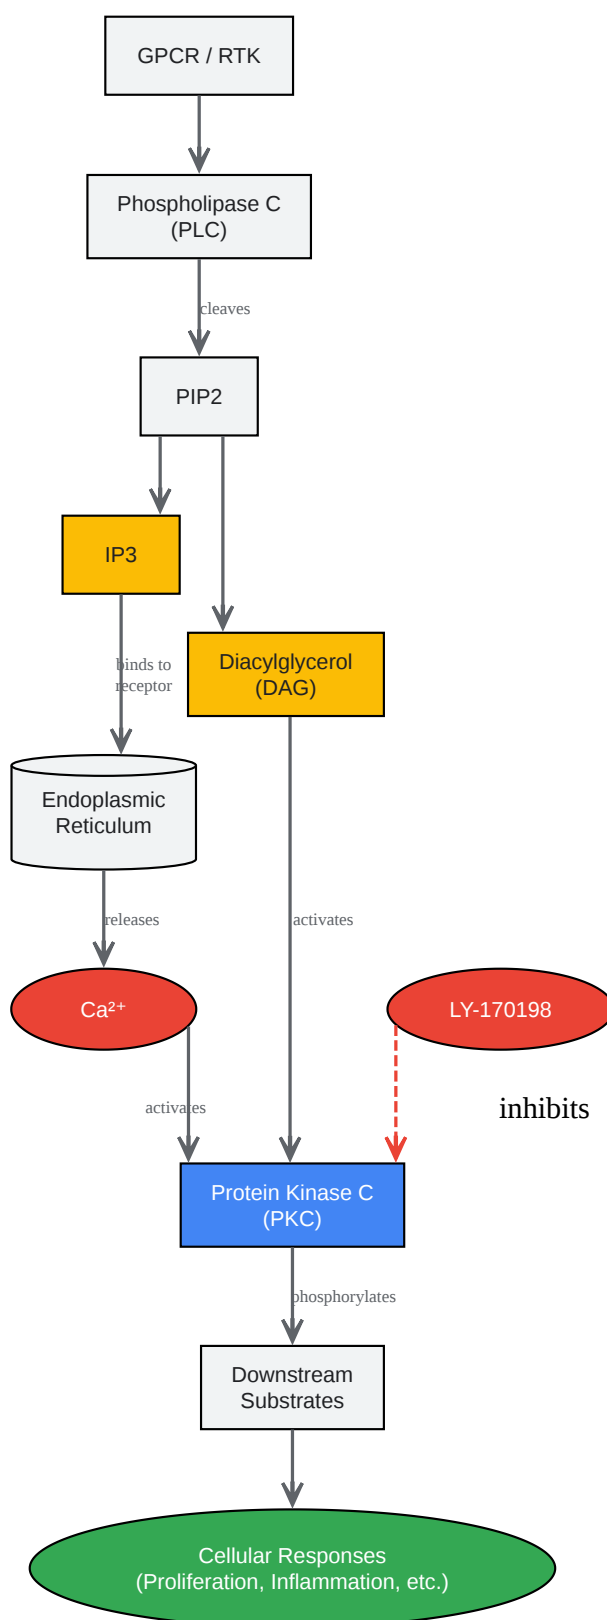 GPCR / RTK
Phospholipase C
(PLC)
cleaves
PIP2
IP3
Diacylglycerol
(DAG)
binds to
receptor
Endoplasmic
Reticulum
releases
activates
Ca²⁺
LY-170198
activates
inhibits
Protein Kinase C
(PKC)
phosphorylates
Downstream
Substrates
Cellular Responses
(Proliferation, Inflammation, etc.)